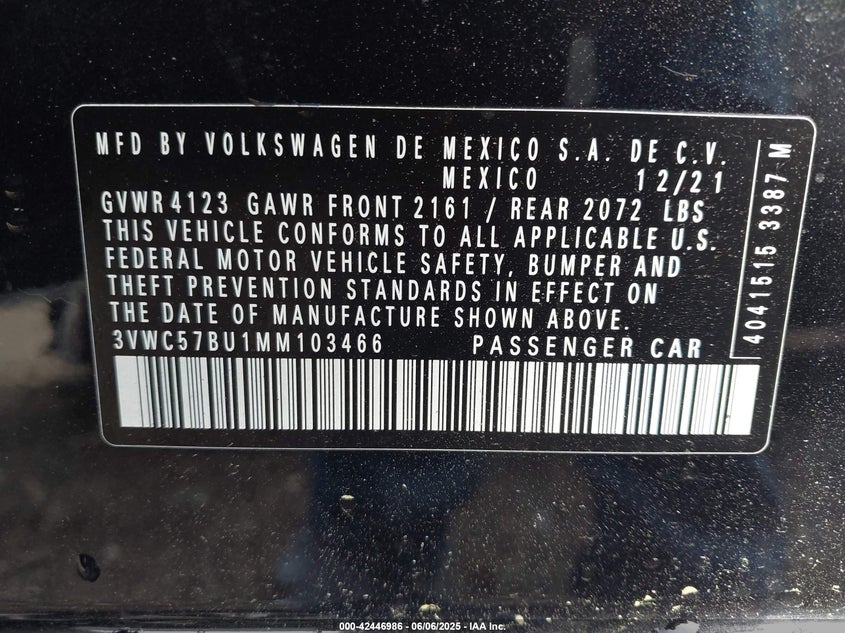 MFD BY VOLKSWAGEN DE MEXICO S.A. DE C.V.
MEXICO 12/21
GVWR 4123 GAWR FRONT 2161 / REAR 2072 LBS
THIS VEHICLE CONFORMS TO ALL APPLICABLE U.S.
FEDERAL MOTOR VEHICLE SAFETY, BUMPER AND
THEFT PREVENTION STANDARDS IN EFFECT ON
THE DATE OF MANUFACTURE SHOWN ABOVE.
3VWC57BU1MM103466 PASSENGER CAR
4041515 3387 M
000-42446986 - 06/06/2025 - IAA Inc.